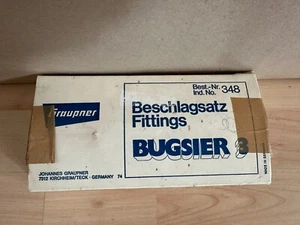 Graupner
Best.-Nr.
Ind. No. 348
Beschlagsatz
Fittings
BUGSIER 3
JOHANNES GRAUPNER
7312 KIRCHHEIM/TECK · GERMANY 74